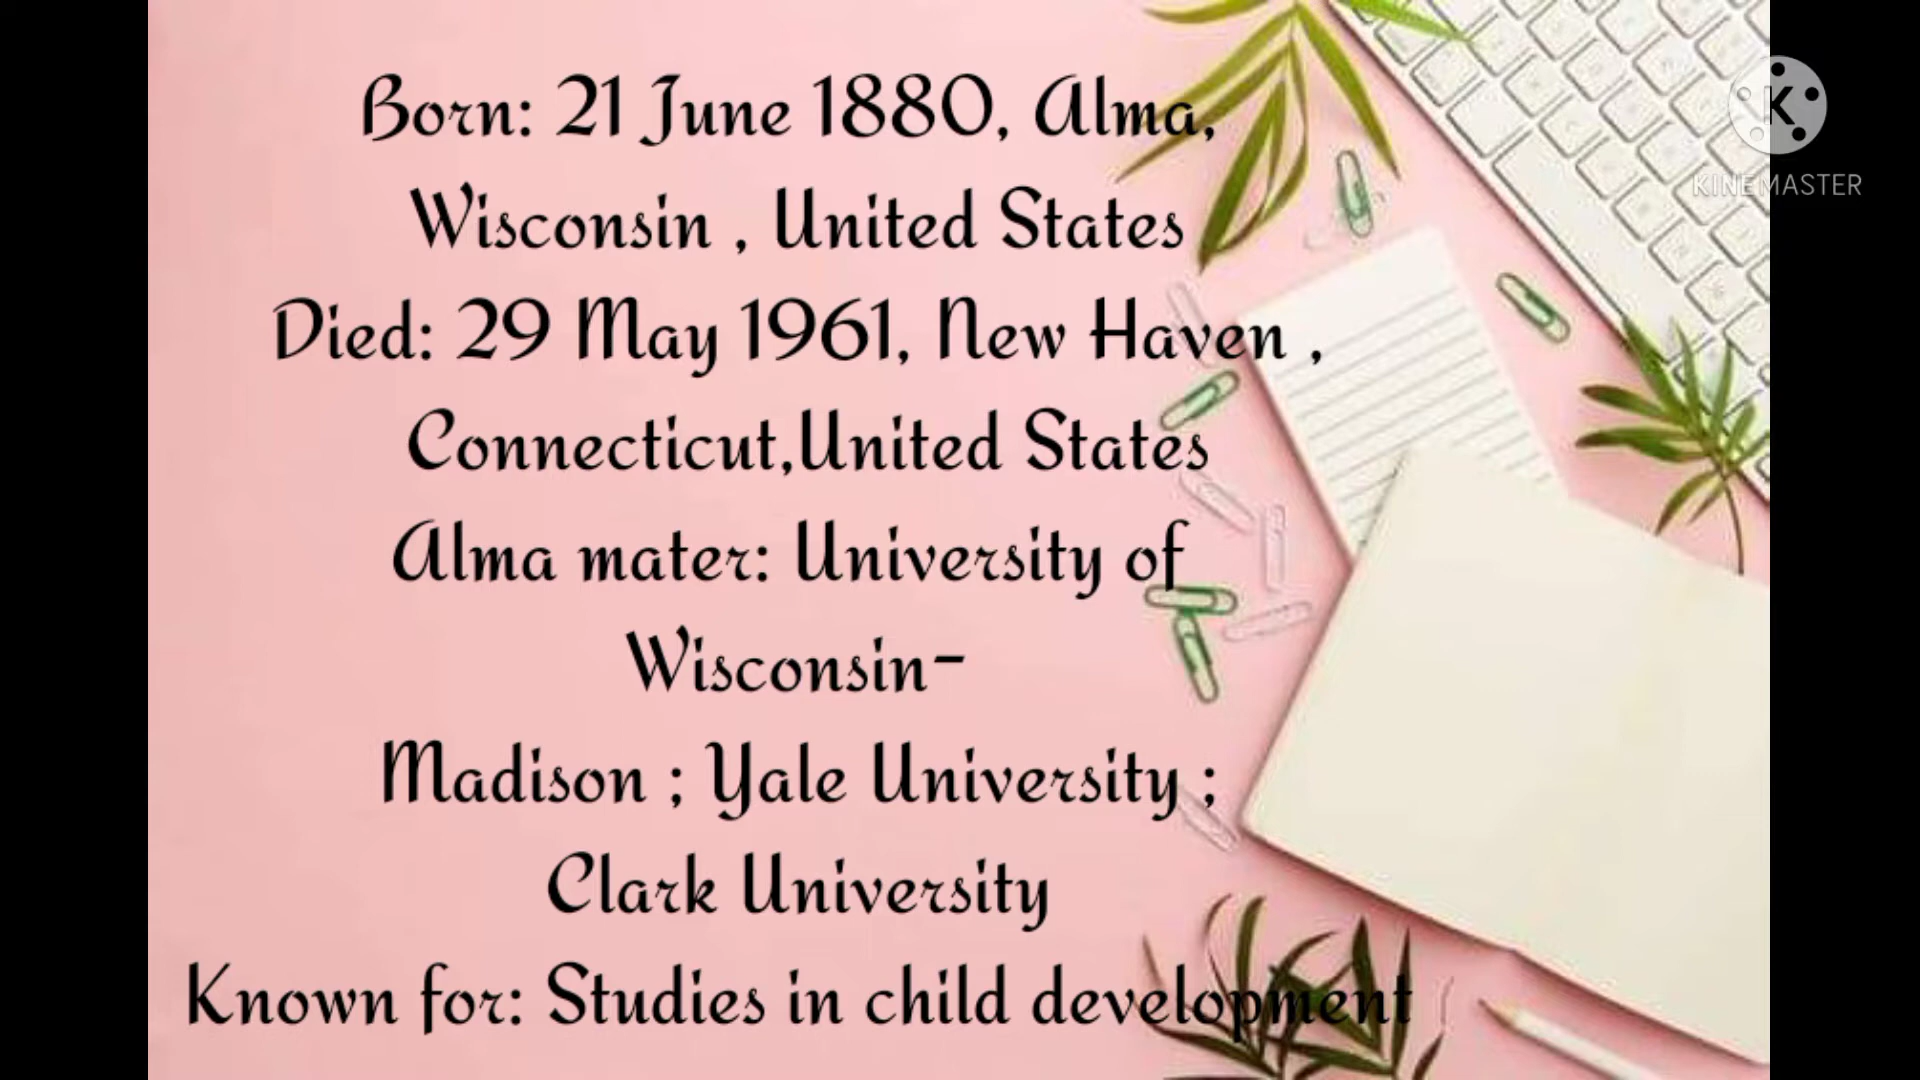 Born: 21 June 1880, Alma,
Wisconsin , United States
Died: 29 May 1961, New Haven ,
Connecticut,United States
Alma mater: University of
Wisconsin-
Madison ; Yale University ;
Clark University
Known for: Studies in child development
K
KINEMASTER